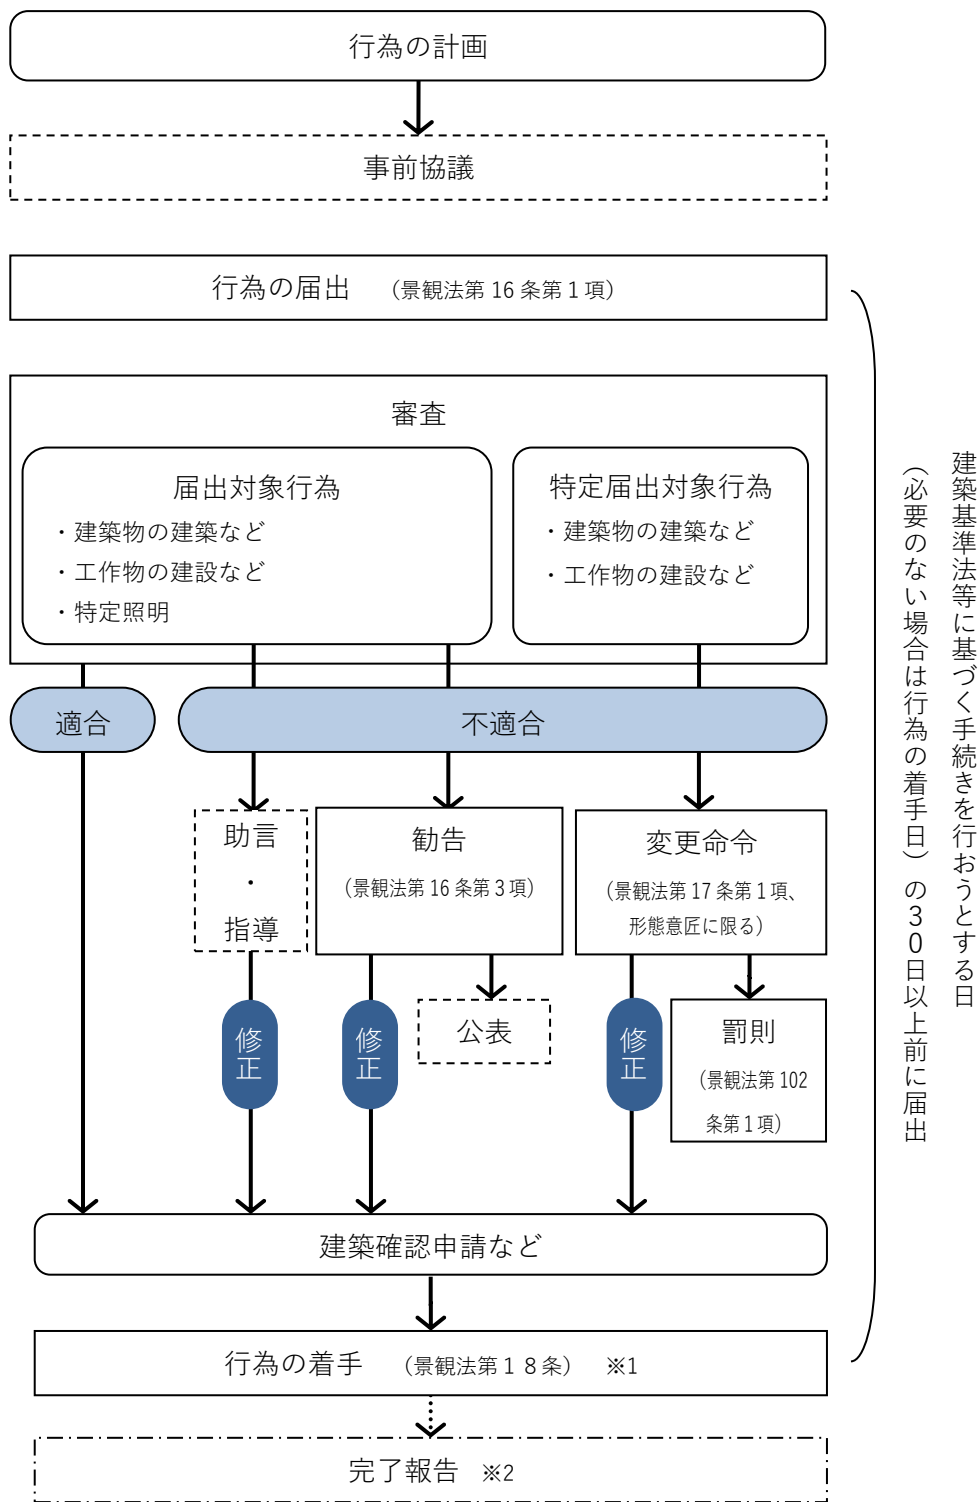 行為の計画
事前協議
行為の届出 (景観法第 16 条第 1 項)
審査
届出対象行為
・建築物の建築など
・工作物の建設など
・特定照明
特定届出対象行為
・建築物の建築など
・工作物の建設など
適合
不適合
助言
・
指導
勧告
(景観法第 16 条第 3 項)
変更命令
(景観法第 17 条第 1 項、
形態意匠に限る)
修正
修正
公表
修正
罰則
(景観法第 102
条第 1 項)
建築確認申請など
行為の着手 (景観法第１８条) ※1
完了報告 ※2
建築基準法等に基づく手続きを行おうとする日
（必要のない場合は行為の着手日）の３０日以上前に届出